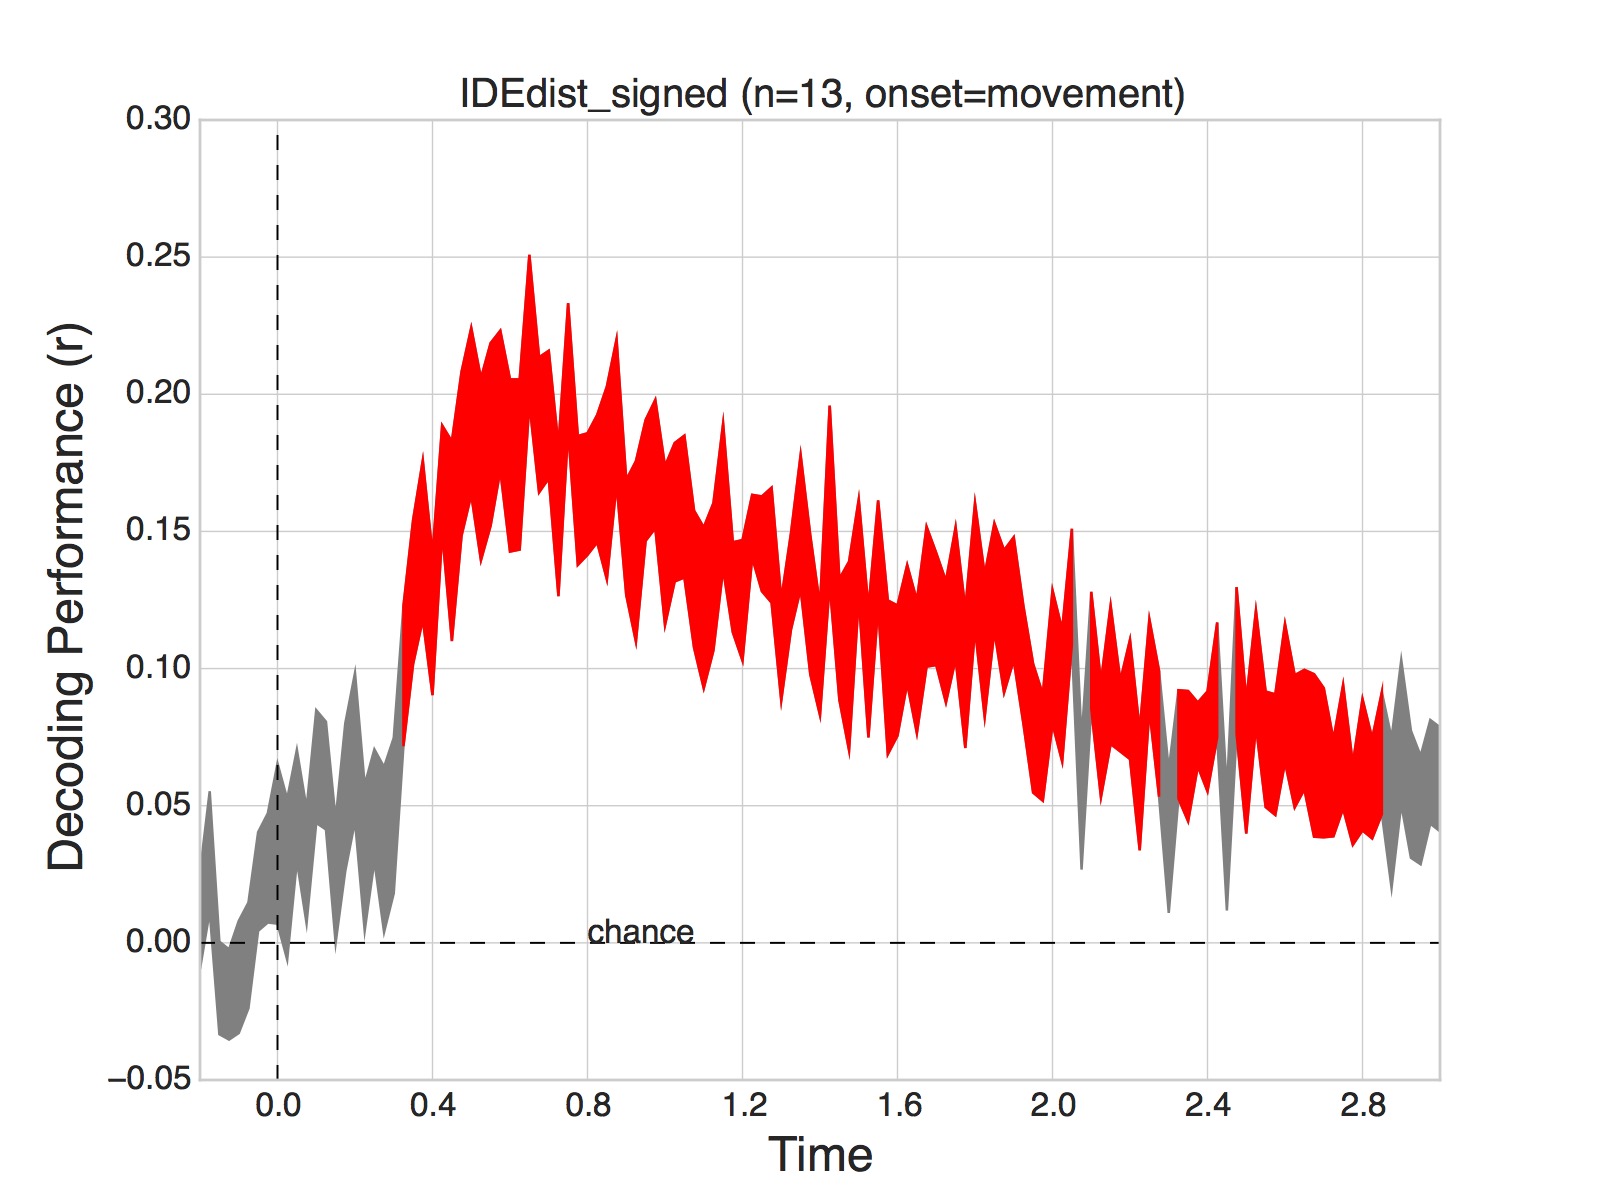 IDEdist_signed (n=13, onset=movement)
0.30
0.25
0.20
0.15
0.10
0.05
0.00
−0.05
Decoding Performance (r)
chance
0.0 0.4 0.8 1.2 1.6 2.0 2.4 2.8
Time